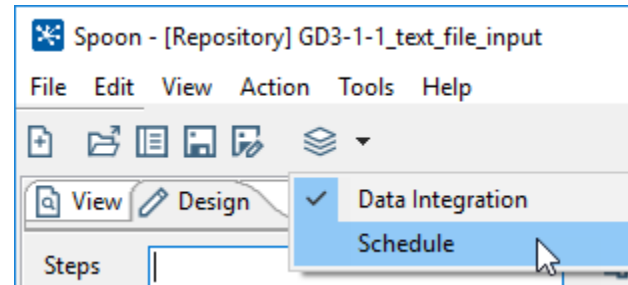 Spoon - [Repository] GD3-1-1_text_file_input
File Edit View Action Tools Help
View Design
Data Integration
Schedule
Steps